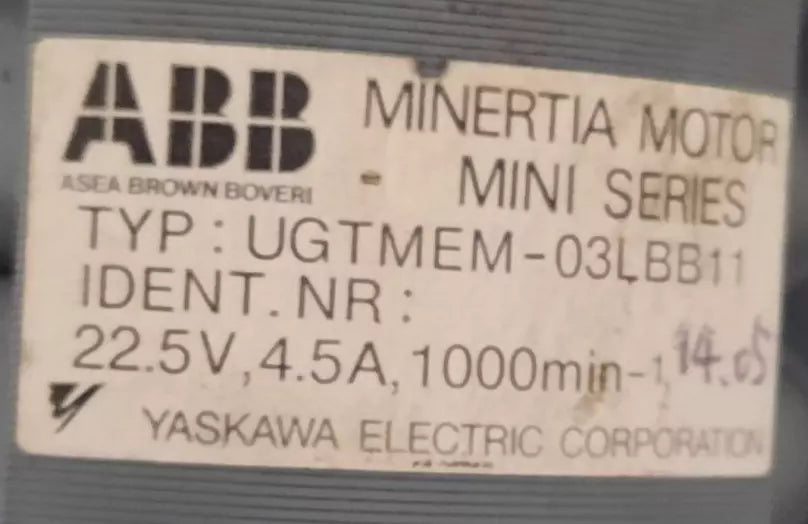 ABB MINERTIA MOTOR
ASEA BROWN BOVERI - MINI SERIES
TYP : UGTMEM-03LBB11
IDENT.NR :
22.5V, 4.5A, 1000min-1, 14.05
YASKAWA ELECTRIC CORPORATION